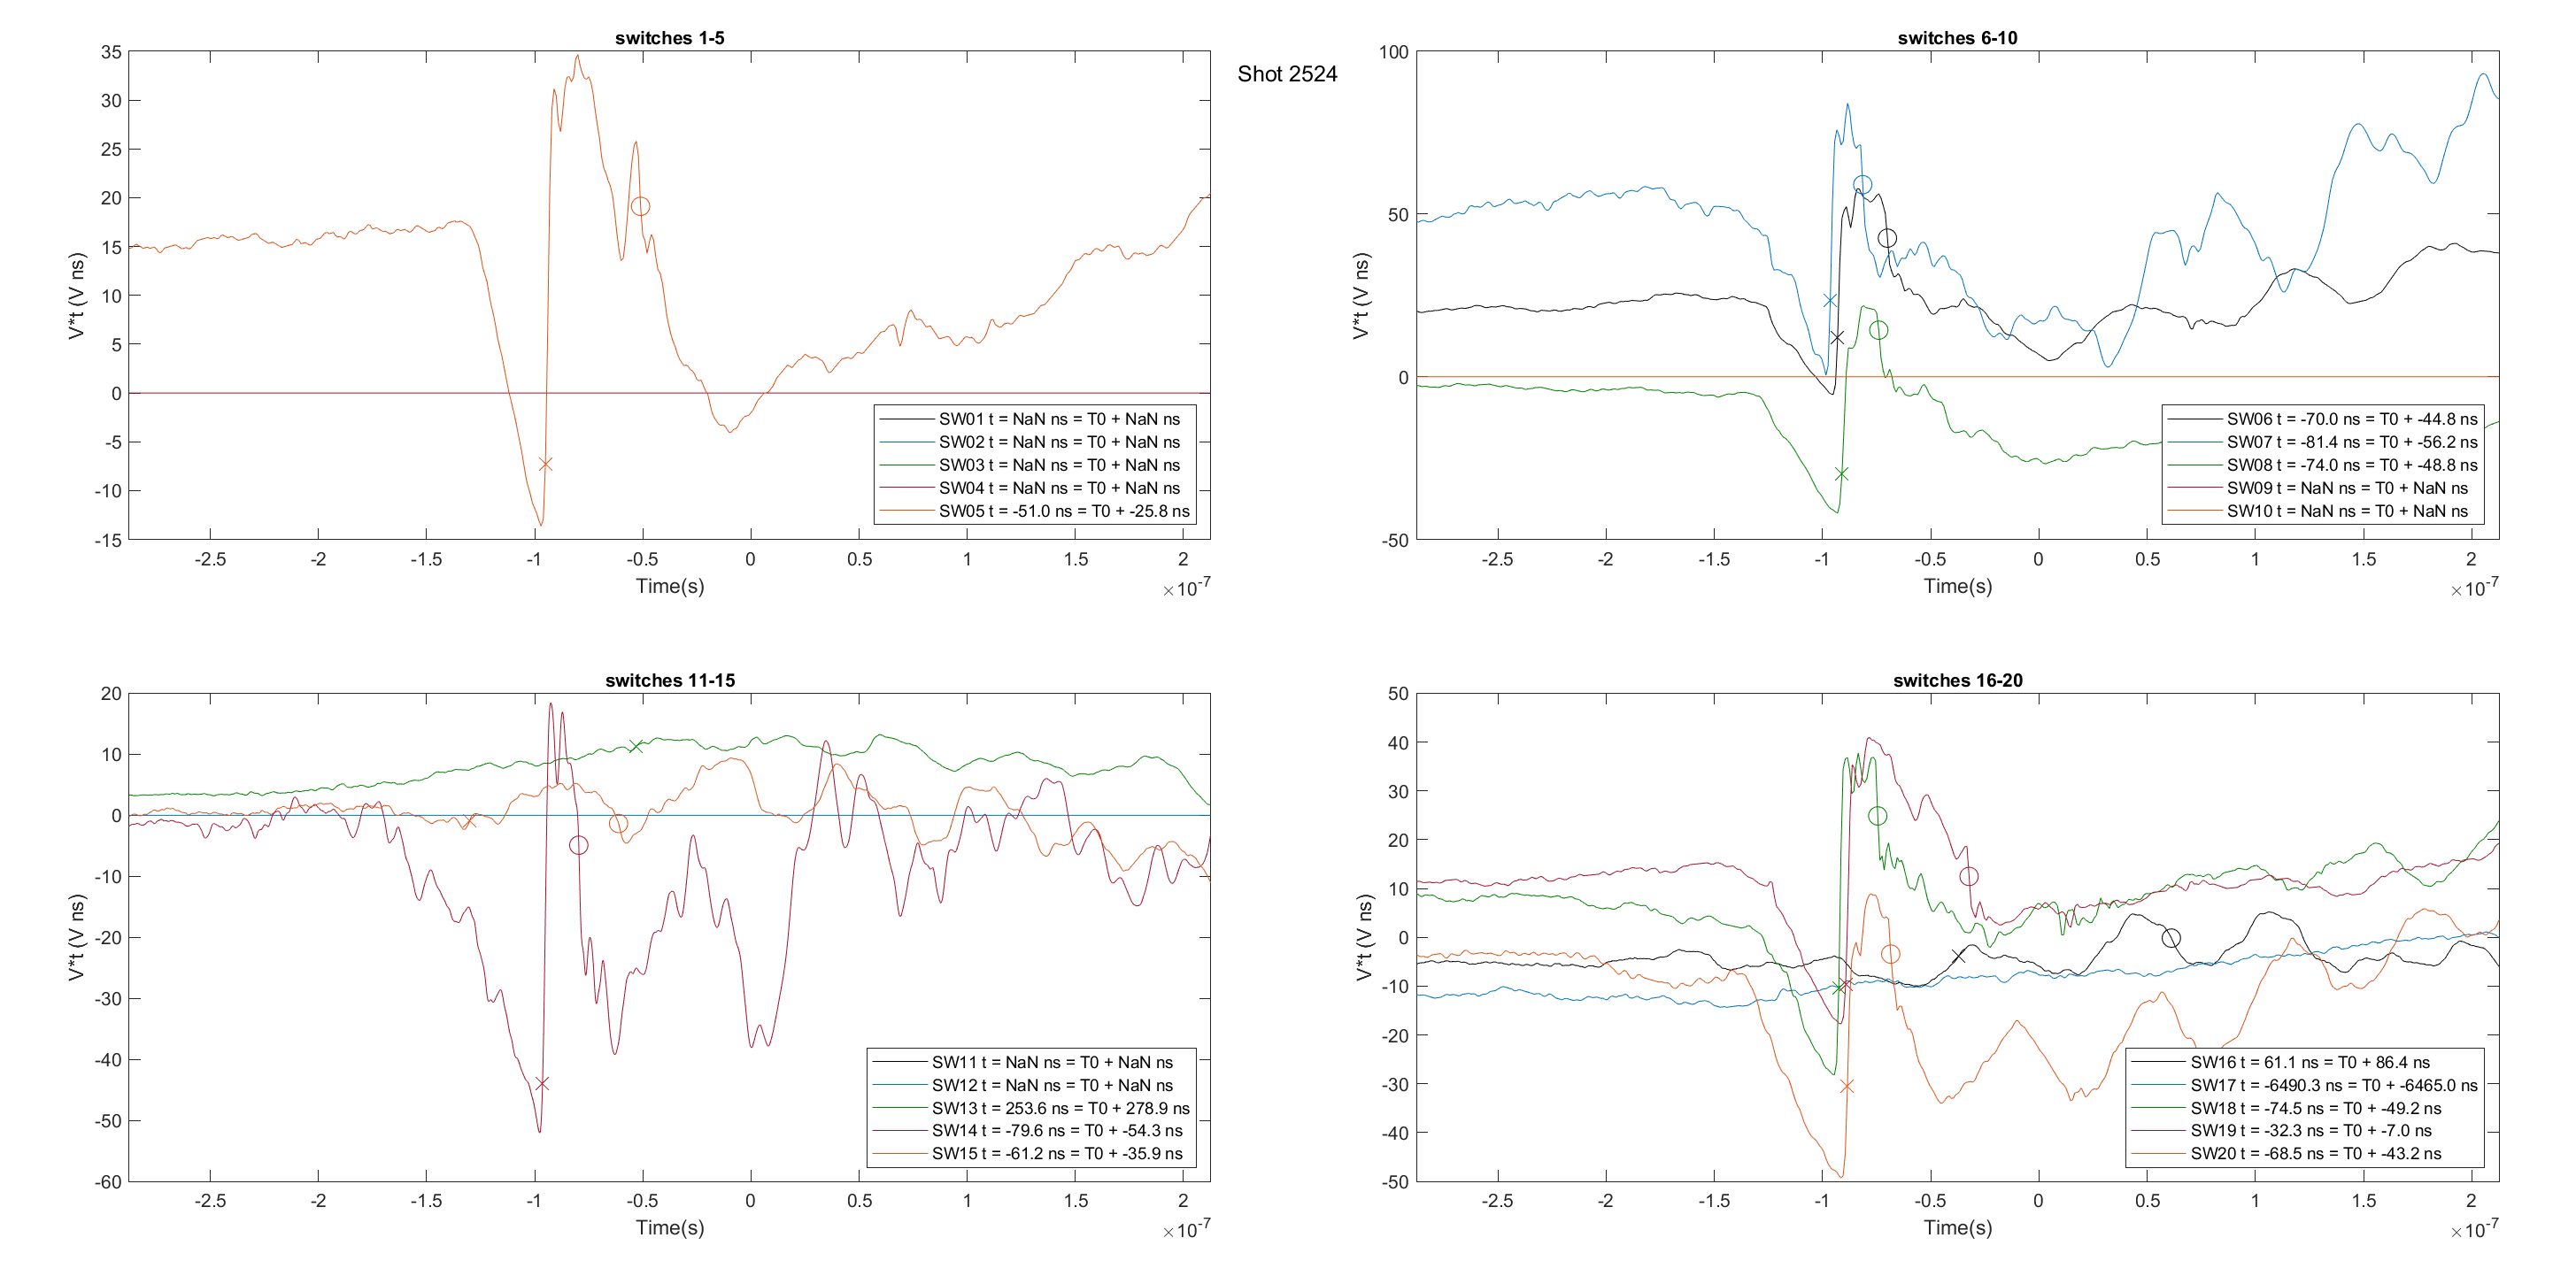 Shot 2524
switches 1-5
35
30
25
20
15
10
5
0
-5
-10
-15
V*t (V ns)
-2.5 -2 -1.5 -1 -0.5 0 0.5 1 1.5 2
Time(s)
×10-7
SW01 t = NaN ns = T0 + NaN ns
SW02 t = NaN ns = T0 + NaN ns
SW03 t = NaN ns = T0 + NaN ns
SW04 t = NaN ns = T0 + NaN ns
SW05 t = -51.0 ns = T0 + -25.8 ns
switches 6-10
100
50
0
-50
V*t (V ns)
-2.5 -2 -1.5 -1 -0.5 0 0.5 1 1.5 2
Time(s)
×10-7
SW06 t = -70.0 ns = T0 + -44.8 ns
SW07 t = -81.4 ns = T0 + -56.2 ns
SW08 t = -74.0 ns = T0 + -48.8 ns
SW09 t = NaN ns = T0 + NaN ns
SW10 t = NaN ns = T0 + NaN ns
switches 11-15
20
10
0
-10
-20
-30
-40
-50
-60
V*t (V ns)
-2.5 -2 -1.5 -1 -0.5 0 0.5 1 1.5 2
Time(s)
×10-7
SW11 t = NaN ns = T0 + NaN ns
SW12 t = NaN ns = T0 + NaN ns
SW13 t = 253.6 ns = T0 + 278.9 ns
SW14 t = -79.6 ns = T0 + -54.3 ns
SW15 t = -61.2 ns = T0 + -35.9 ns
switches 16-20
50
40
30
20
10
0
-10
-20
-30
-40
-50
V*t (V ns)
-2.5 -2 -1.5 -1 -0.5 0 0.5 1 1.5 2
Time(s)
×10-7
SW16 t = 61.1 ns = T0 + 86.4 ns
SW17 t = -6490.3 ns = T0 + -6465.0 ns
SW18 t = -74.5 ns = T0 + -49.2 ns
SW19 t = -32.3 ns = T0 + -7.0 ns
SW20 t = -68.5 ns = T0 + -43.2 ns